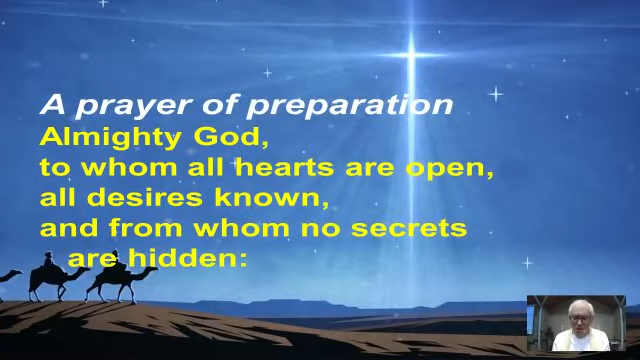 A prayer of preparation
Almighty God,
to whom all hearts are open,
all desires known,
and from whom no secrets
are hidden: